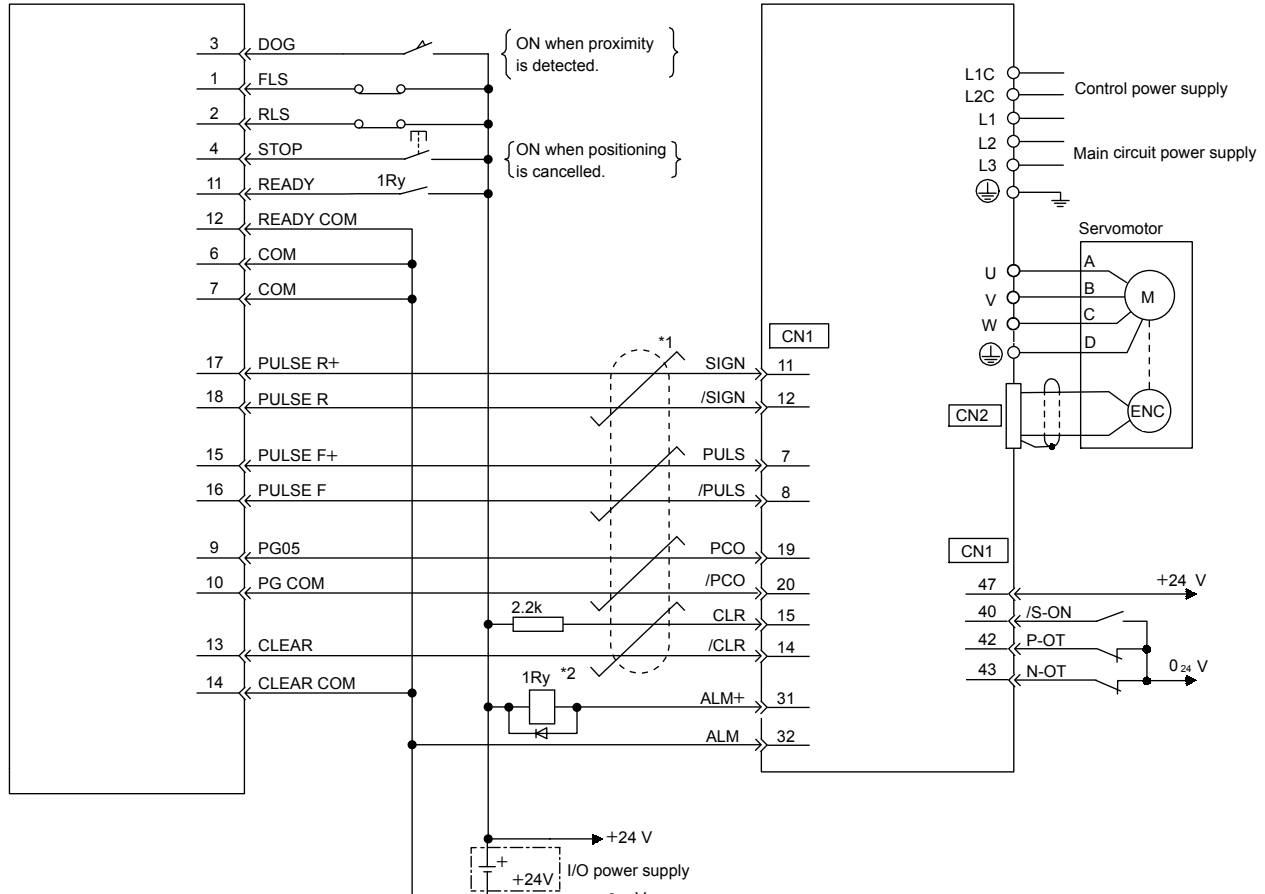 3 DOG
ON when proximity
is detected.
1 FLS
2 RLS
4 STOP
ON when positioning
is cancelled.
11 READY 1Ry
12 READY COM
6 COM
7 COM
17 PULSE R+
18 PULSE R
15 PULSE F+
16 PULSE F
9 PG05
10 PG COM
2.2k
13 CLEAR
14 CLEAR COM
1Ry *2
*1
CN1
SIGN 11
/SIGN 12
PULS 7
/PULS 8
PCO 19
/PCO 20
CLR 15
/CLR 14
ALM+ 31
ALM 32
L1C
L2C
Control power supply
L1
L2
L3
Main circuit power supply
Servomotor
U A
V B
W C
D
M
CN2
ENC
CN1
47 +24 V
40 /S-ON
42 P-OT
43 N-OT
0 24 V
+24 V
+
+24V
I/O power supply